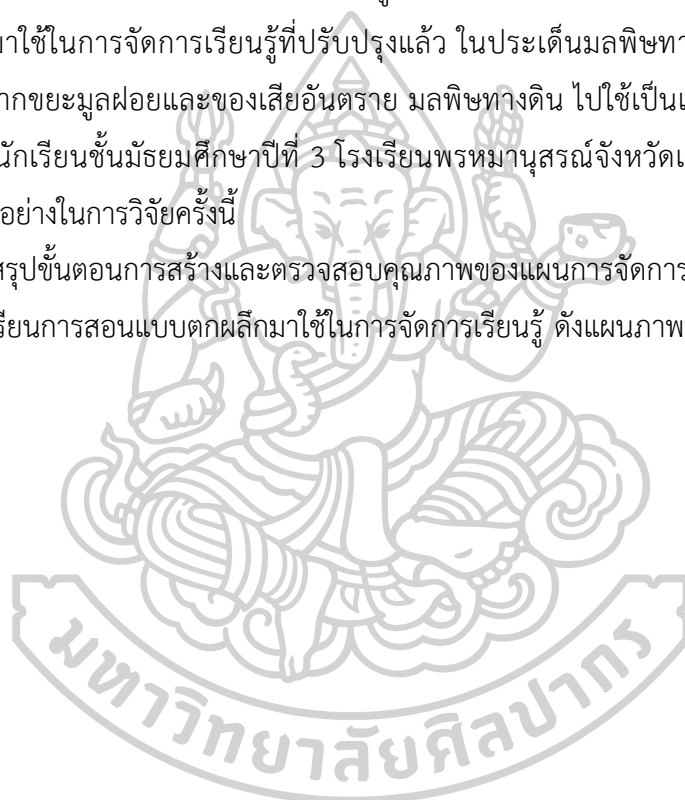 มาใช้ในการจัดการเรียนรู้ที่ปรับปรุงแล้ว ในประเด็นมลพิษทา
ากขยะมูลฝอยและของเสียอันตราย มลพิษทางดิน ไปใช้เป็นเ
นักเรียนชั้นมัธยมศึกษาปีที่ 3 โรงเรียนพรหมานุสรณ์จังหวัดเ
อย่างในการวิจัยครั้งนี้
สรุปขั้นตอนการสร้างและตรวจสอบคุณภาพของแผนการจัดการ
รียนการสอนแบบตกผลึกมาใช้ในการจัดการเรียนรู้ ดังแผนภาพ
มหาวิทยาลัยศิลปากร